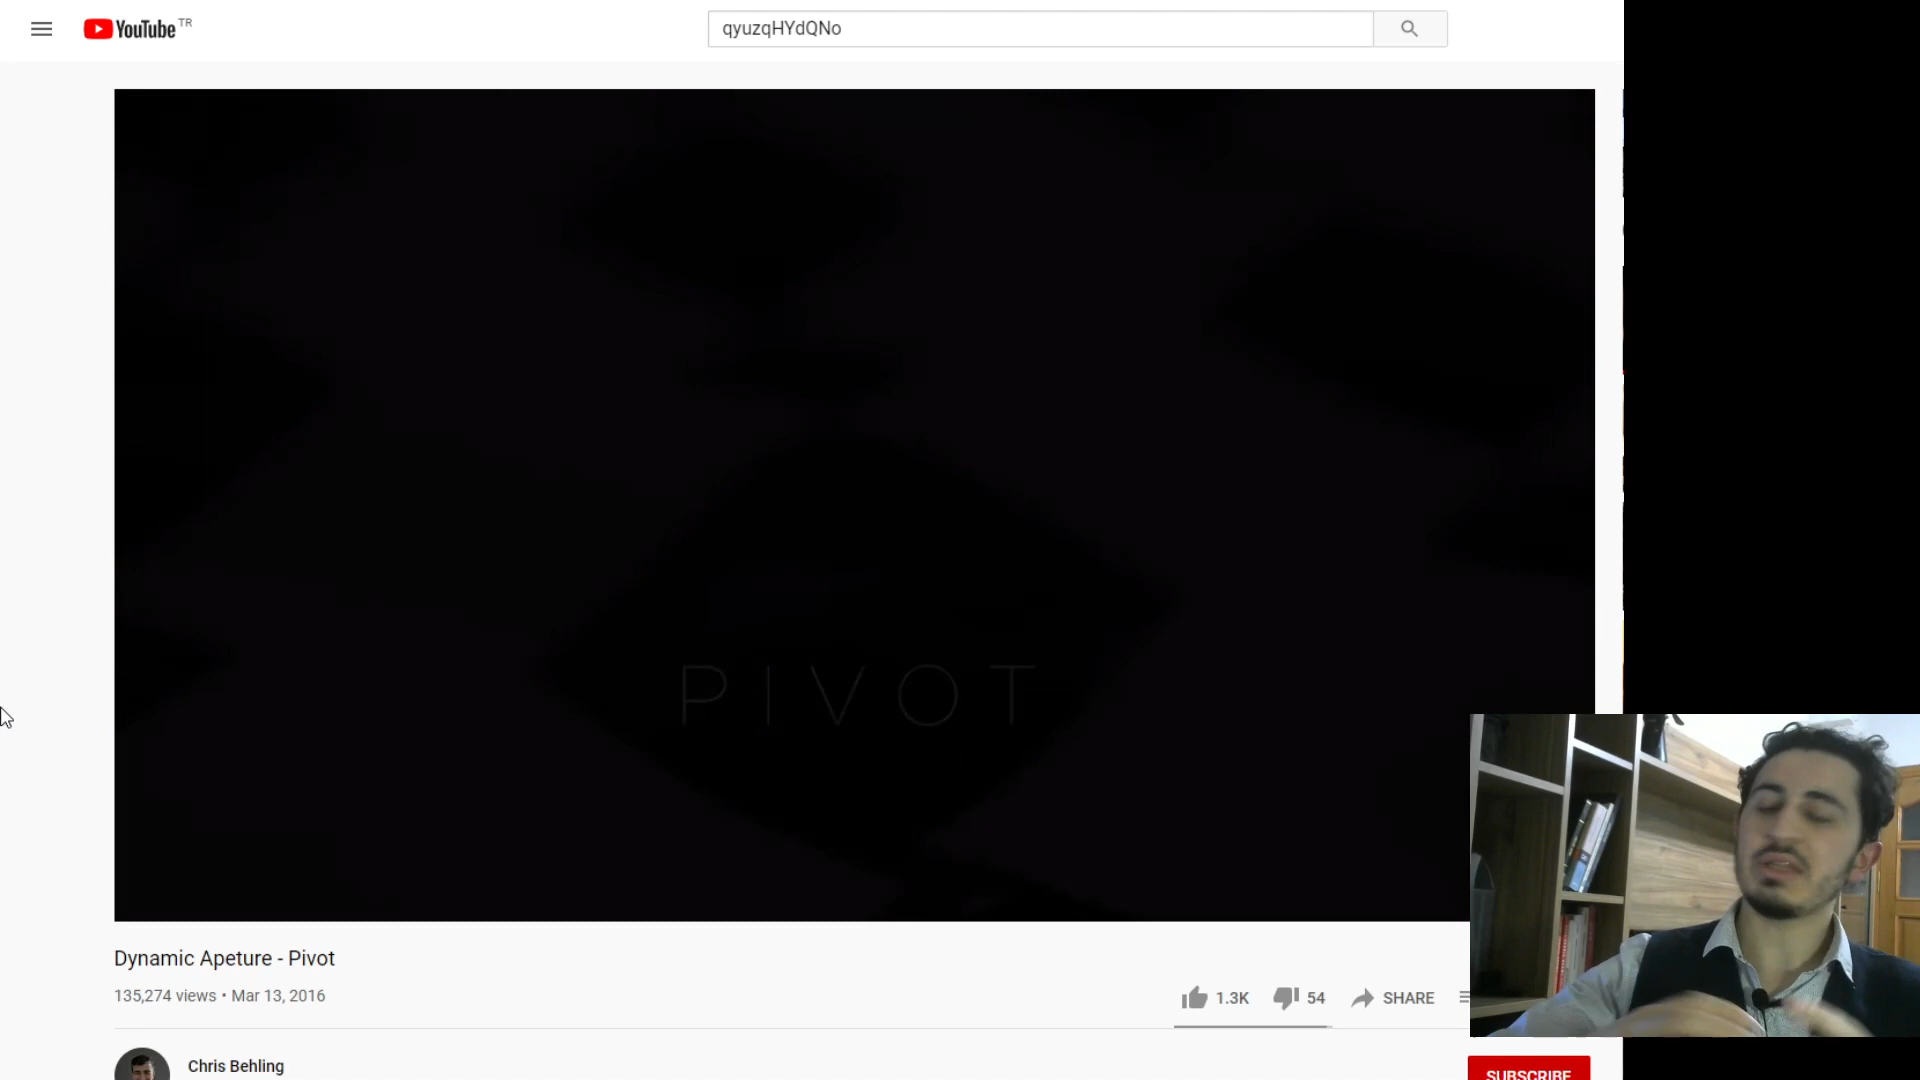 YouTube TR
qyuzqHYdQNo
PIVOT
Dynamic Apeture - Pivot
135,274 views • Mar 13, 2016
1.3K 54 SHARE
Chris Behling
SUBSCRIBE